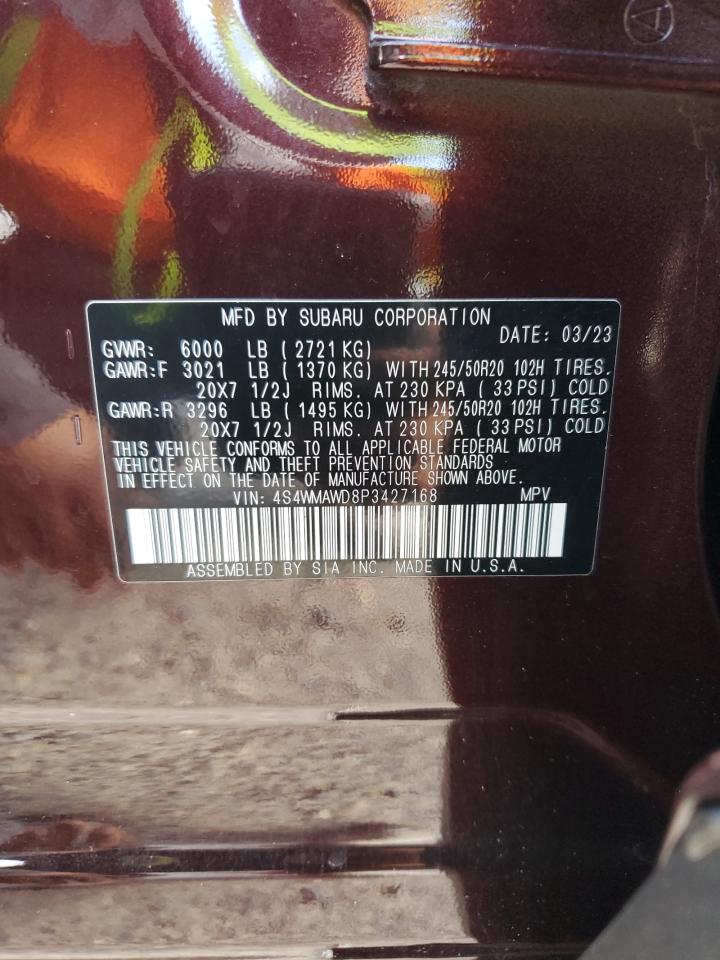 MFD BY SUBARU CORPORATION
DATE: 03/23
GVWR: 6000 LB ( 2721 KG)
GAWR:F 3021 LB ( 1370 KG) WITH 245/50R20 102H TIRES.
20X7 1/2J RIMS. AT 230 KPA ( 33 PSI) COLD
GAWR:R 3296 LB ( 1495 KG) WITH 245/50R20 102H TIRES.
20X7 1/2J RIMS. AT 230 KPA ( 33 PSI) COLD
THIS VEHICLE CONFORMS TO ALL APPLICABLE FEDERAL MOTOR
VEHICLE SAFETY AND THEFT PREVENTION STANDARDS
IN EFFECT ON THE DATE OF MANUFACTURE SHOWN ABOVE.
VIN: 4S4WMAWD8P3427168 MPV
ASSEMBLED BY SIA INC. MADE IN U.S.A.